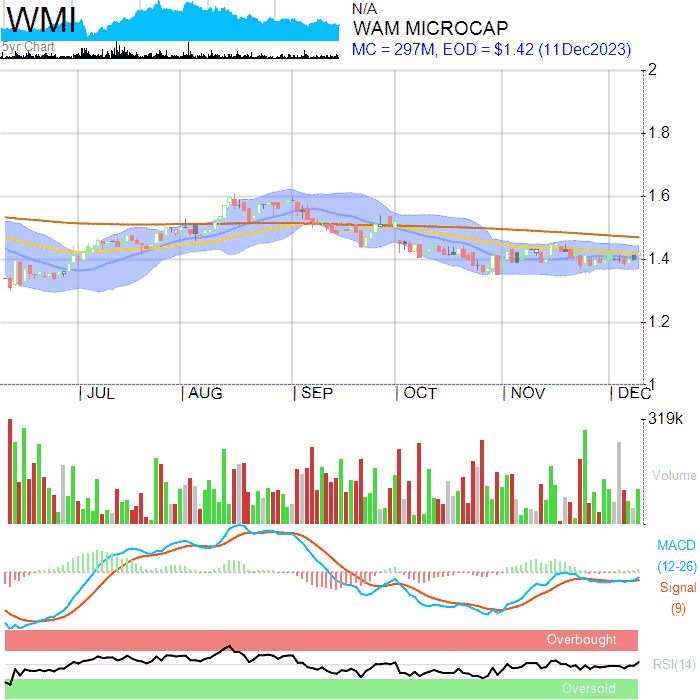 WMI
5yr Chart
N/A
WAM MICROCAP
MC = 297M, EOD = $1.42 (11Dec2023)
2
1.8
1.6
1.4
1.2
1
JUL
AUG
SEP
OCT
NOV
DEC
319k
Volume
MACD
(12-26)
Signal
(9)
Overbought
RSI(14)
Oversold